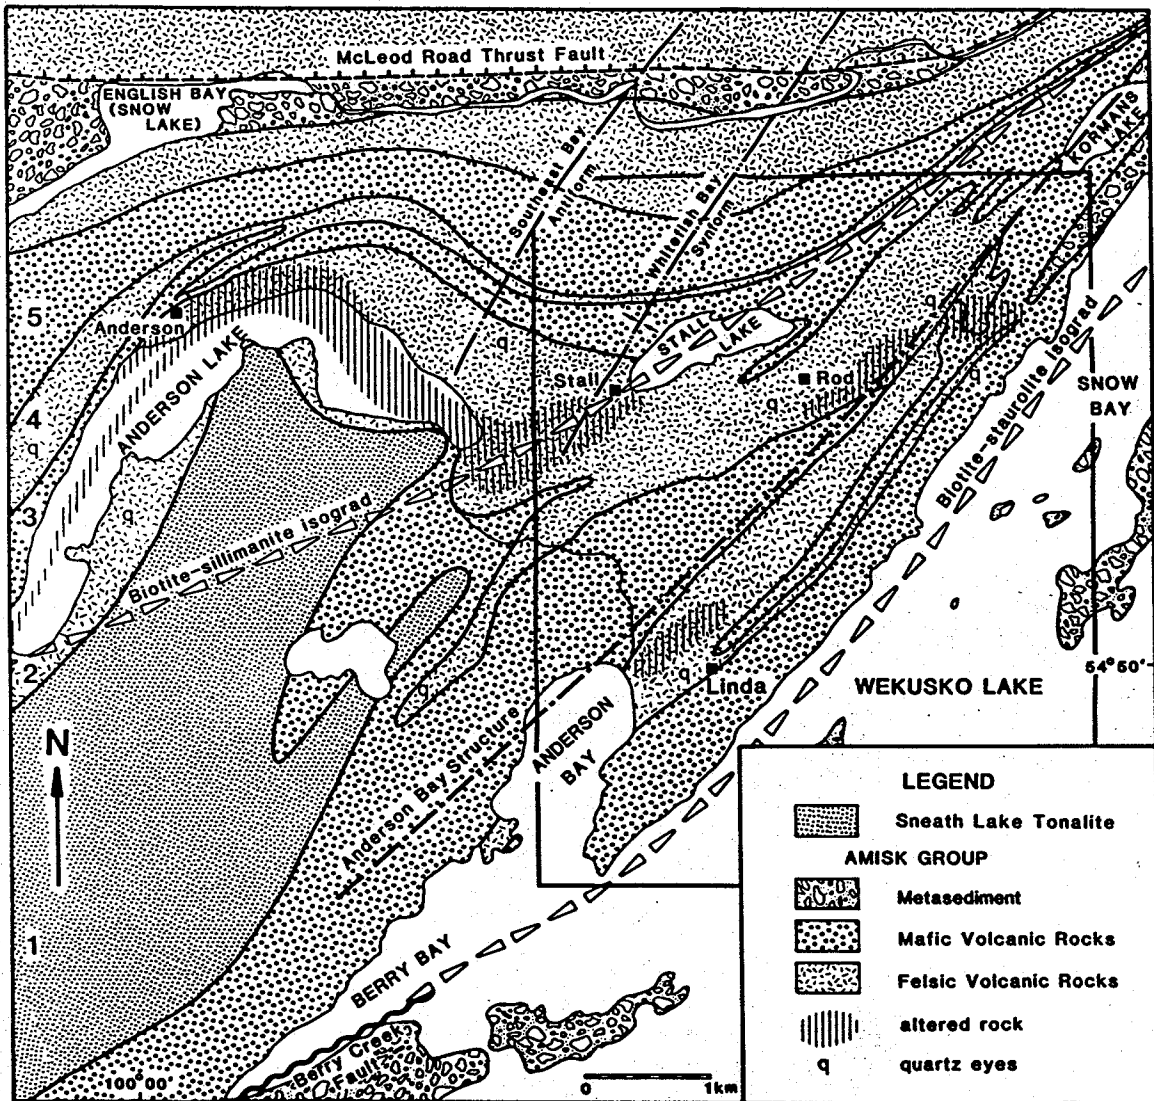 McLeod Road Thrust Fault
ENGLISH BAY
(SNOW
LAKE)
KORMANS
LAKE
Southeast Bay
Antiform
Whitefish Bay
Synform
5
Anderson
ANDERSON LAKE
q
STALL
LAKE
Stall
Rod
q
q
q
q
Biotite-staurolite isograd
SNOW
BAY
4
q
3
q
Biotite-sillimanite isograd
2
q
q
Linda
54°50'
WEKUSKO LAKE
N
Anderson Bay Structure
ANDERSON
BAY
1
BERRY BAY
Berry Creek
Fault
100°00'
0 1km
LEGEND
Sneath Lake Tonalite
AMISK GROUP
Metasediment
Mafic Volcanic Rocks
Felsic Volcanic Rocks
altered rock
q quartz eyes